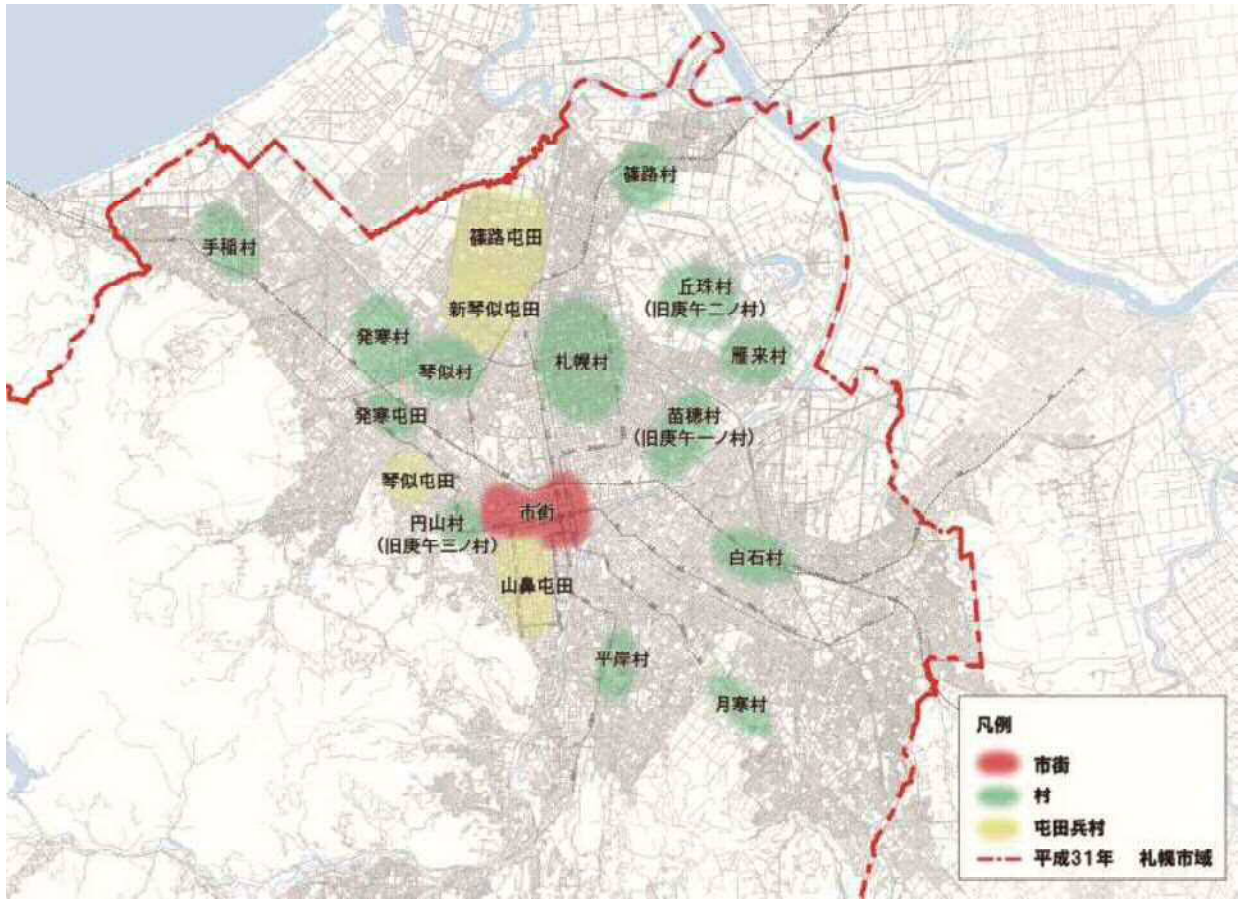 篠路村
手稲村
篠路屯田
丘珠村
(旧庚午二ノ村)
新琴似屯田
発寒村
雁来村
札幌村
琴似村
発寒屯田
苗穂村
(旧庚午一ノ村)
琴似屯田
市街
円山村
(旧庚午三ノ村)
白石村
山鼻屯田
平岸村
月寒村
凡例
市街
村
屯田兵村
平成31年 札幌市域